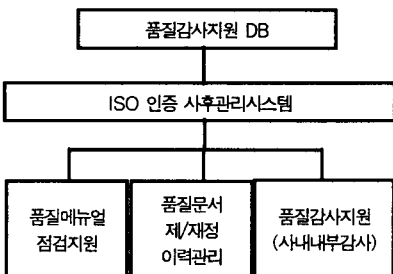 품질감사지원 DB
ISO 인증 사후관리시스템
품질메뉴얼
점검지원
품질문서
제/재정
이력관리
품질감사지원
(사내내부감사)